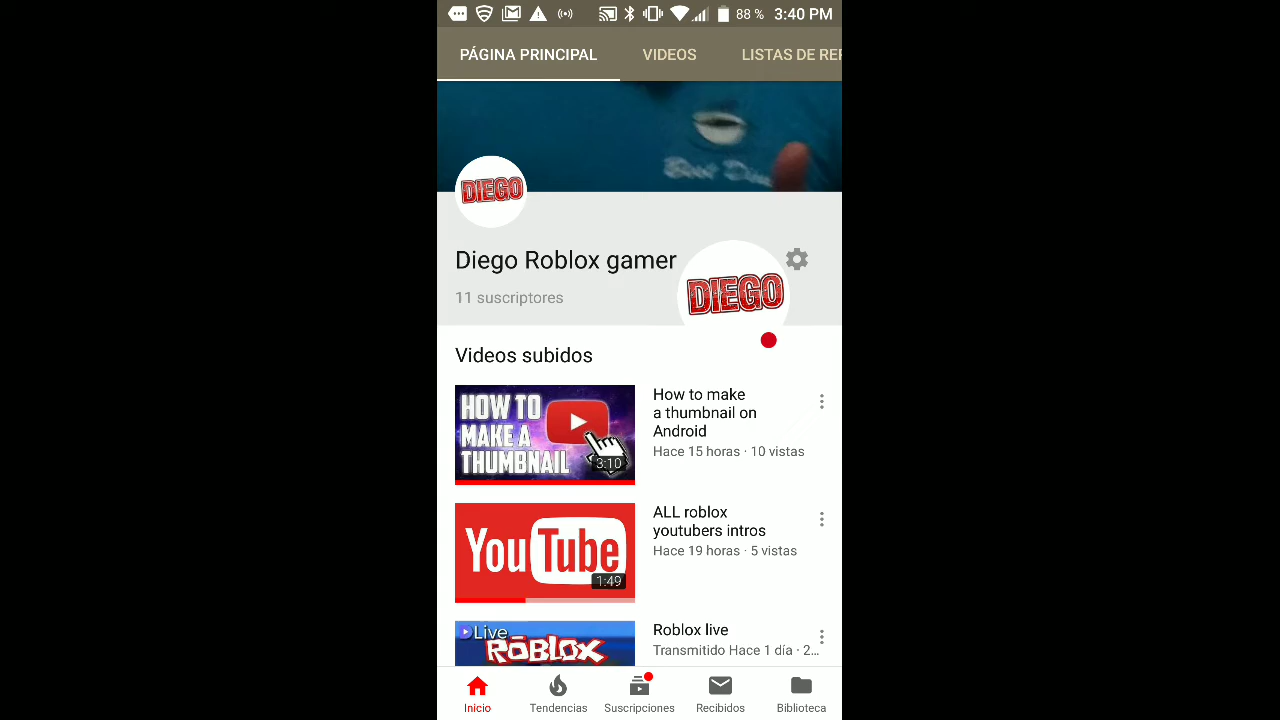 88 % 3:40 PM
PÁGINA PRINCIPAL VIDEOS LISTAS DE REP
DIEGO
Diego Roblox gamer
DIEGO
11 suscriptores
Videos subidos
HOW TO
MAKE A
THUMBNAIL
3:10
How to make
a thumbnail on
Android
Hace 15 horas · 10 vistas
YouTube
1:49
ALL roblox
youtubers intros
Hace 19 horas · 5 vistas
Live
ROBLOX
Roblox live
Transmitido Hace 1 día · 2...
Inicio Tendencias Suscripciones Recibidos Biblioteca